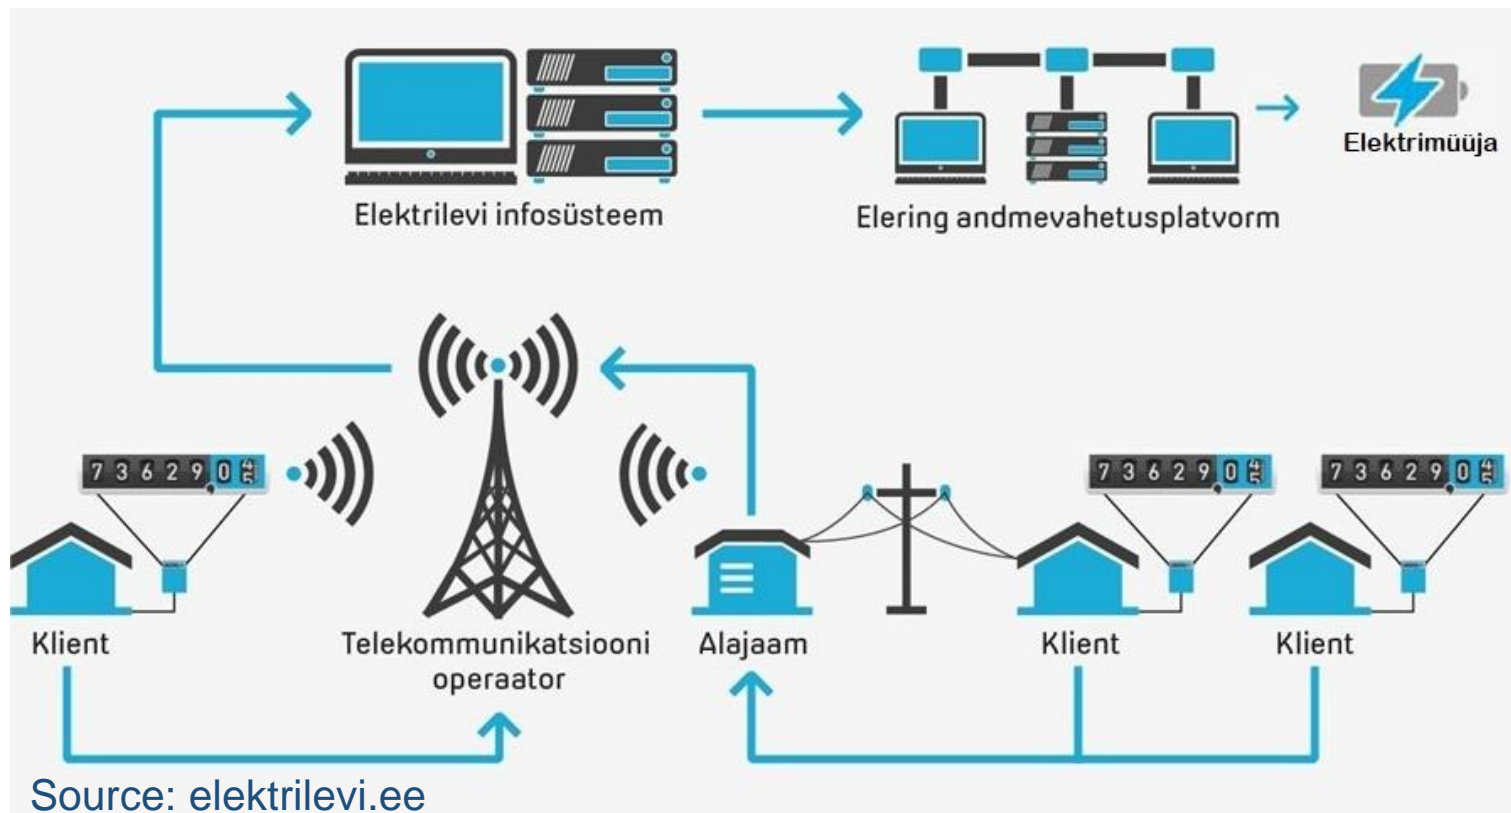 Elektrimüüja
Elektrilevi infosüsteem
Elering andmevahetusplatvorm
7 3 6 2 9 0
7 3 6 2 9 0
7 3 6 2 9 0
Klient
Telekommunikatsiooni
operaator
Alajaam
Klient
Klient
Source: elektrilevi.ee